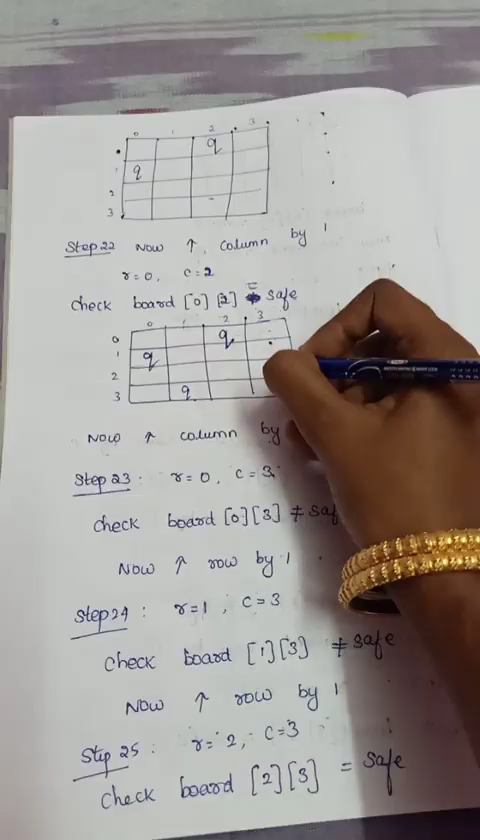 0 1 2 3
q
1 q
2
3
Step 22 Now ↑ column by 1
r=0, c=2
check board [0] [2] = safe
0 1 2 3
0 q
1 q
2
3 q
Now ↑ column by
Step 23: r=0, c=3
check board [0] [3] ≠
Now ↑ row by 1
Step 24: r=1, c=3
check board [1] [3] ≠ safe
Now ↑ row by 1
Step 25: r=2, c=3
check board [2] [3] = safe